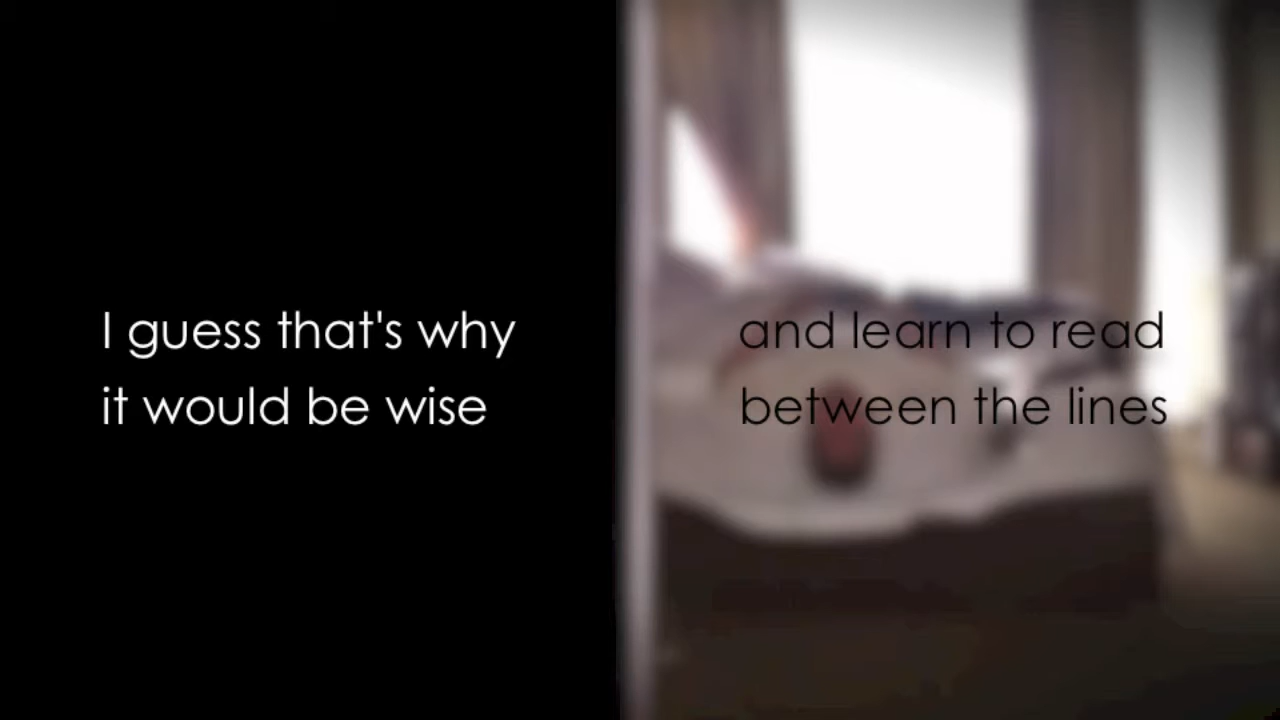 I guess that's why
it would be wise
and learn to read
between the lines